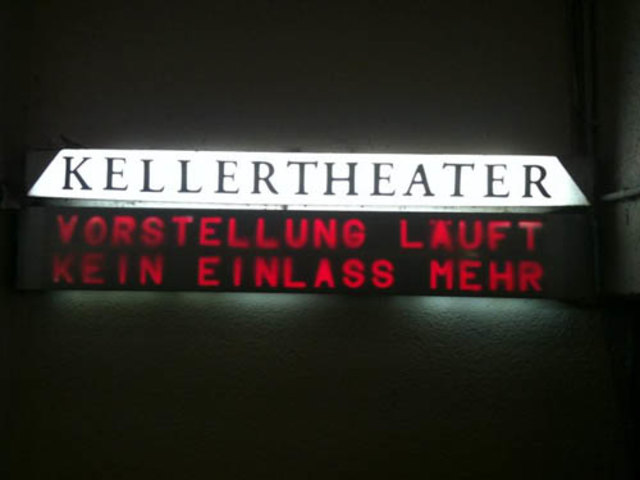 KELLERTHEATER
VORSTELLUNG LÄUFT
KEIN EINLASS MEHR